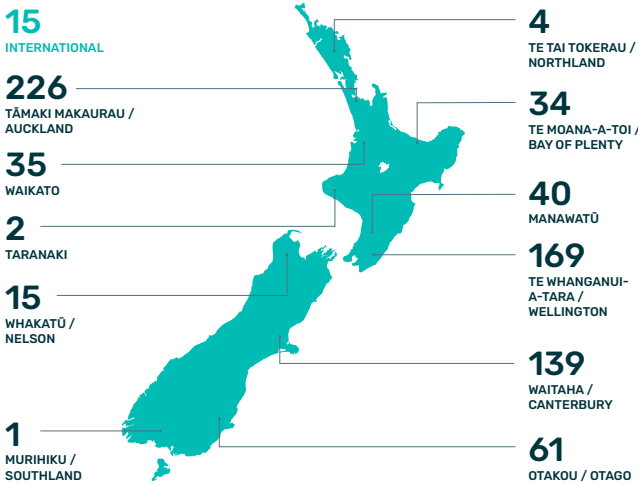 15
INTERNATIONAL
226
TĀMAKI MAKAURAU /
AUCKLAND
35
WAIKATO
2
TARANAKI
15
WHAKATŪ /
NELSON
1
MURIHIKU /
SOUTHLAND
4
TE TAI TOKERAU /
NORTHLAND
34
TE MOANA-A-TOI /
BAY OF PLENTY
40
MANAWATŪ
169
TE WHANGANUI-
A-TARA /
WELLINGTON
139
WAITAHA /
CANTERBURY
61
OTAKOU / OTAGO